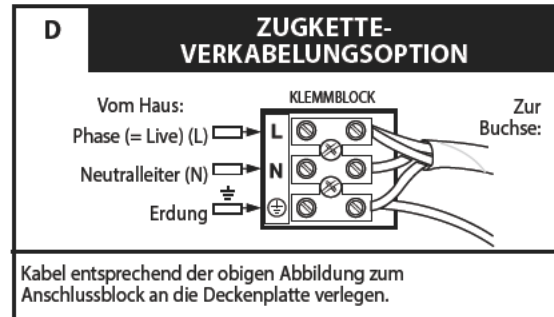 D
ZUGKETTE-
VERKABELUNGSOPTION
Vom Haus:
KLEMMBLOCK
Zur
Buchse:
Phase (= Live) (L)
L
Neutralleiter (N)
N
Erdung
Kabel entsprechend der obigen Abbildung zum
Anschlussblock an die Deckenplatte verlegen.